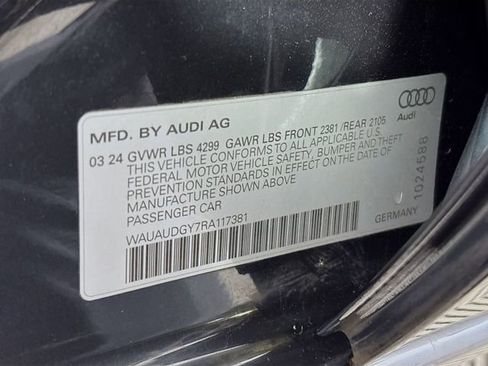 MFD. BY AUDI AG
Audi
03 24 GVWR LBS 4299 GAWR LBS FRONT 2381/REAR 2105
THIS VEHICLE CONFORMS TO ALL APPLICABLE U.S.
FEDERAL MOTOR VEHICLE SAFETY, BUMPER AND THEFT
PREVENTION STANDARDS IN EFFECT ON THE DATE OF
MANUFACTURE SHOWN ABOVE
PASSENGER CAR
WAUAUDGY7RA117381
GERMANY
1024588